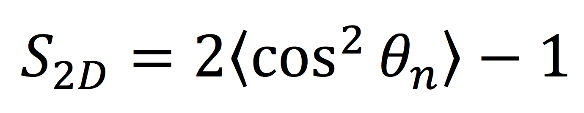 S_{2D} = 2⟨cos² θ_n⟩ − 1